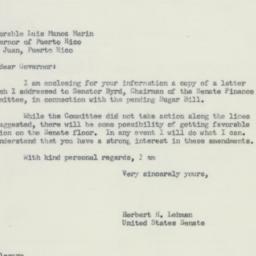 orable Luis Munos Marin
ernor of Puerto Rico
Juan, Puerto Rico
dear Governor:
I am enclosing for your information a copy of a letter
ch I addressed to Senator Byrd, Chairman of the Senate Finance
mittee, in connection with the pending Sugar Bill.
While the Committee did not take action along the lines
uggested, there will be some possibility of getting favorable
ion on the Senate floor. In any event I will do what I can.
nderstand that you have a strong interest in these amendments.
With kind personal regards, I am
Very sincerely yours,
Herbert H. Lehman
United States Senate
losure